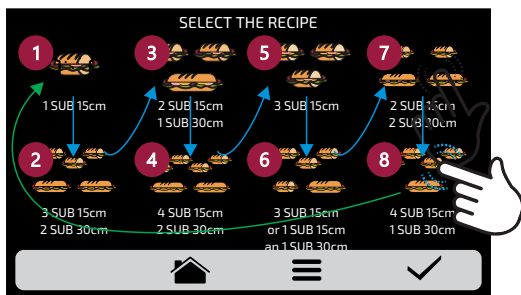 SELECT THE RECIPE
1
3
5
7
1 SUB 15cm
2 SUB 15cm
1 SUB 30cm
3 SUB 15cm
2 SUB 15cm
2 SUB 30cm
2
4
6
8
3 SUB 15cm
2 SUB 30cm
4 SUB 15cm
2 SUB 30cm
3 SUB 15cm
or 1 SUB 15cm
an 1 SUB 30cm
4 SUB 15cm
1 SUB 30cm